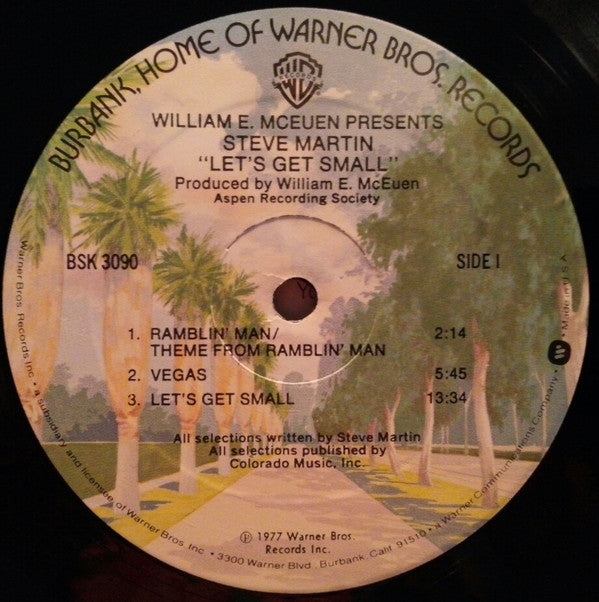 BURBANK, HOME OF WARNER BROS. RECORDS
W RECORDS
WILLIAM E. MCEUEN PRESENTS
STEVE MARTIN
"LET'S GET SMALL"
Produced by William E. McEuen
Aspen Recording Society
BSK 3090
SIDE I
1. RAMBLIN' MAN/ 2:14
THEME FROM RAMBLIN' MAN
2. VEGAS 5:45
3. LET'S GET SMALL 13:34
All selections written by Steve Martin
All selections published by
Colorado Music, Inc.
℗ 1977 Warner Bros.
Records Inc.
Warner Bros. Records Inc. • a subsidiary and licensee of Warner Bros. Inc. • 3300 Warner Blvd., Burbank, Calif. 91510 • a Warner Communications Company • Made in U.S.A.